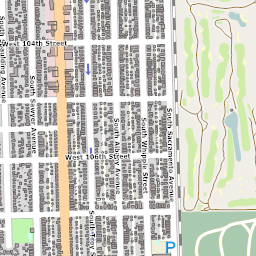 West 104th Street
South Spaulding Avenue
South Sawyer Avenue
South Albany Avenue
South Whipple Street
South Sacramento Avenue
West 106th Street
South Troy S
P